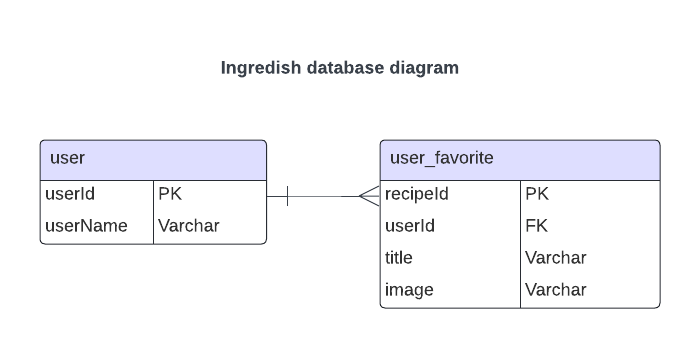 Ingredish database diagram
user
userId PK
userName Varchar
user_favorite
recipeId PK
userId FK
title Varchar
image Varchar